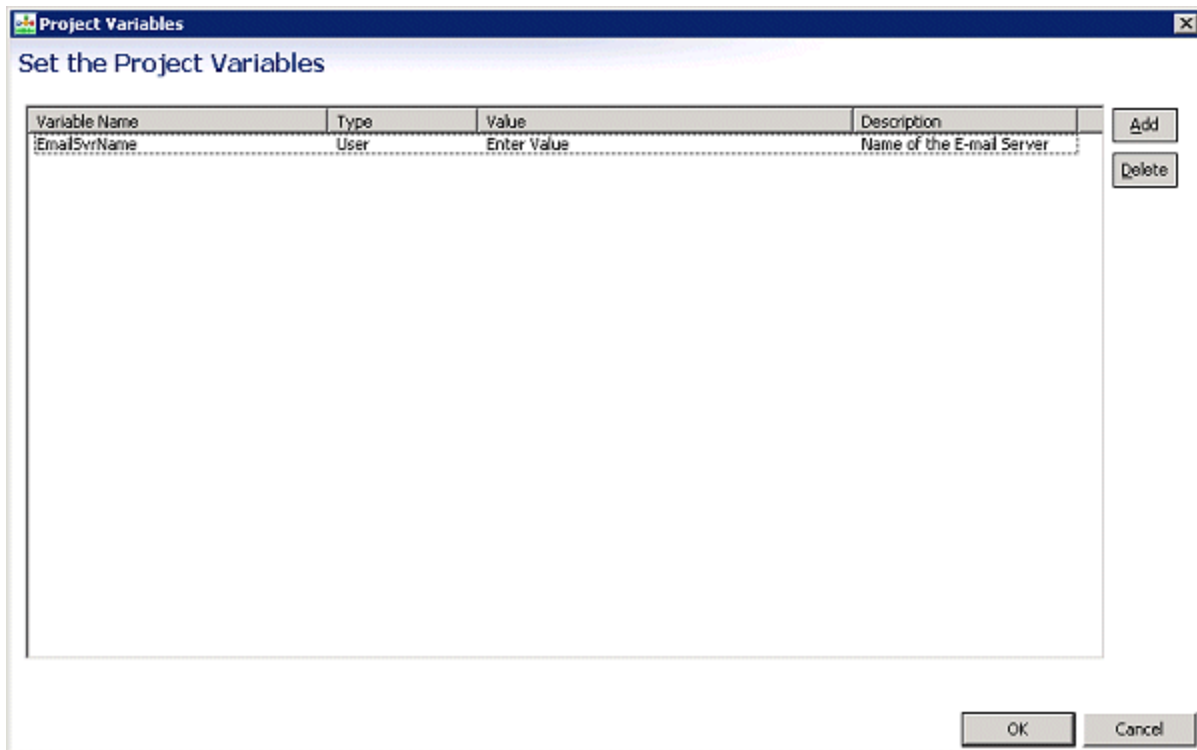 Project Variables
Set the Project Variables
Variable Name Type Value Description
EmailSvrName User Enter Value Name of the E-mail Server
Add
Delete
OK Cancel